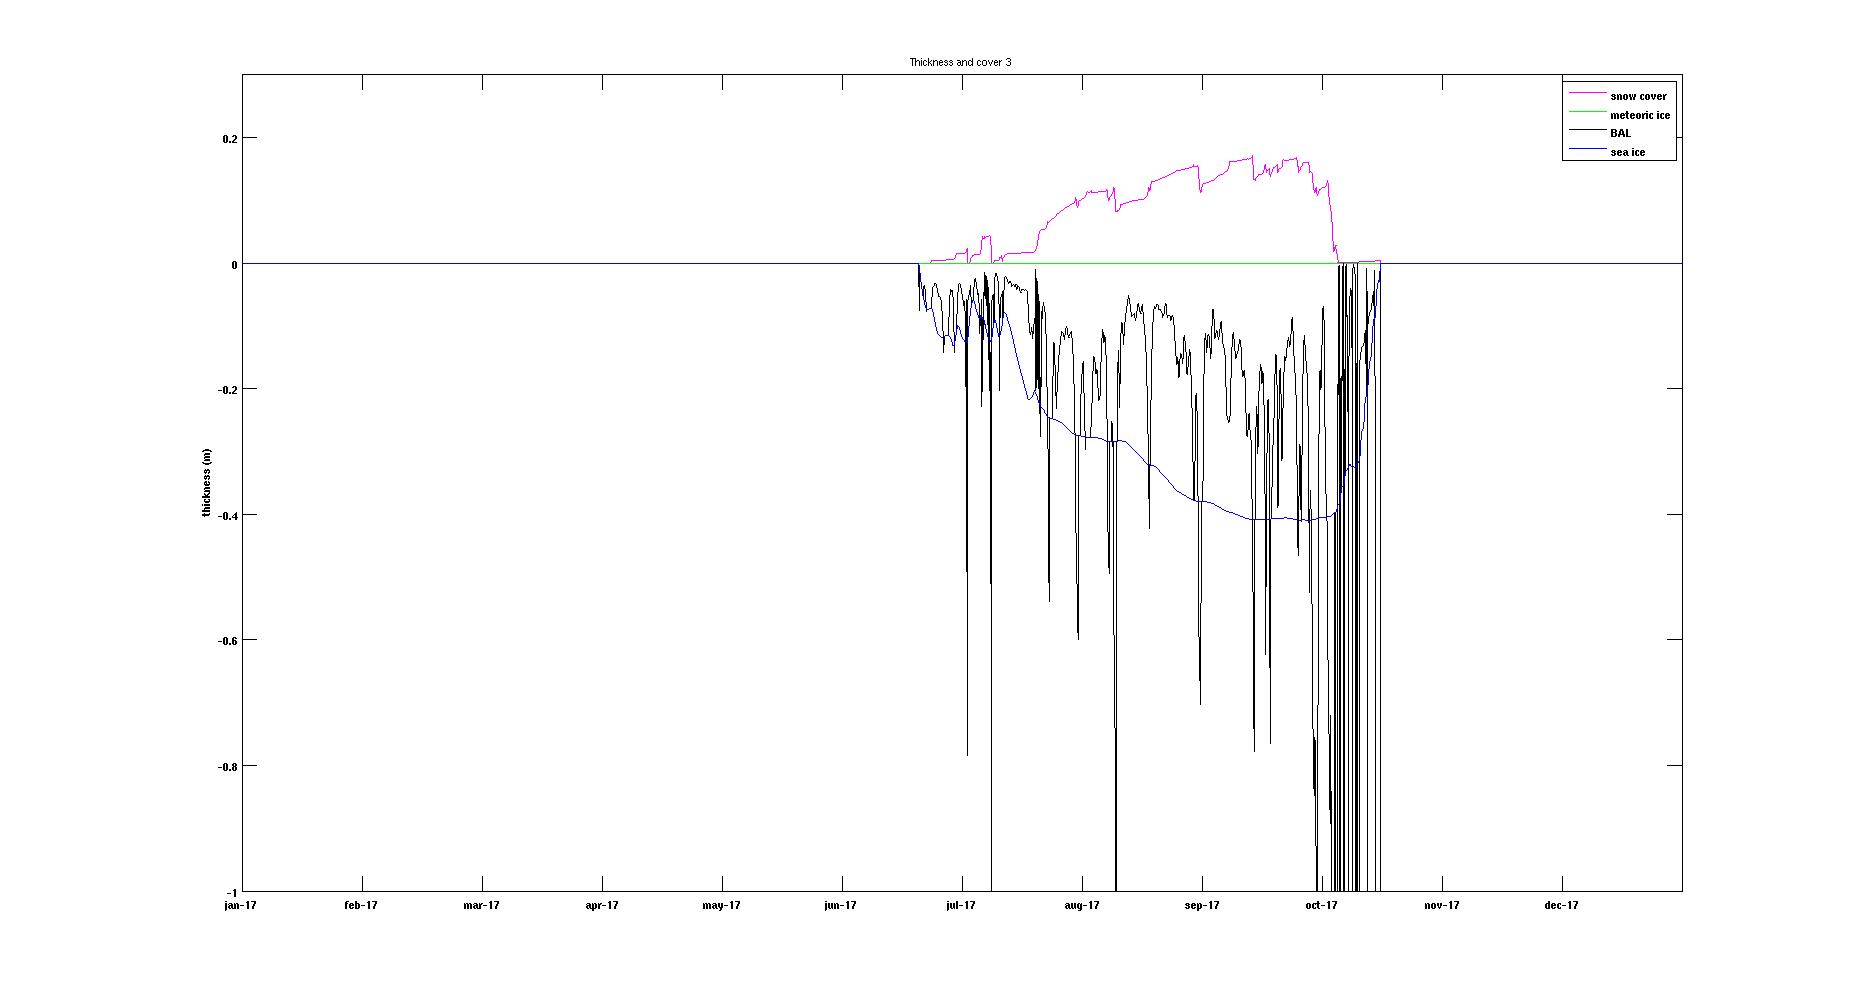 Thickness and cover 3
snow cover
meteoric ice
BAL
sea ice
0.2
0
-0.2
-0.4
-0.6
-0.8
-1
thickness (m)
jan-17 feb-17 mar-17 apr-17 may-17 jun-17 jul-17 aug-17 sep-17 oct-17 nov-17 dec-17